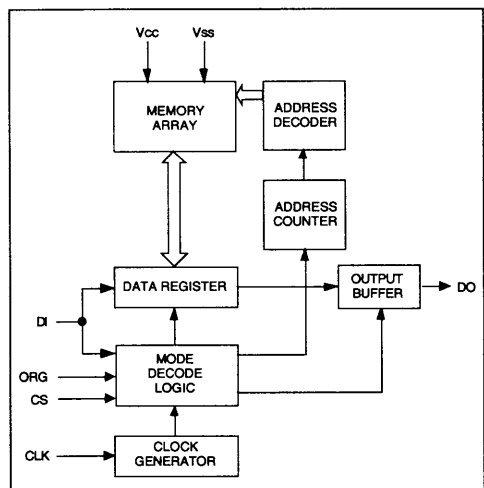 Vcc Vss
MEMORY
ARRAY
ADDRESS
DECODER
ADDRESS
COUNTER
DATA REGISTER
OUTPUT
BUFFER
DO
DI
MODE
DECODE
LOGIC
ORG
CS
CLK
CLOCK
GENERATOR